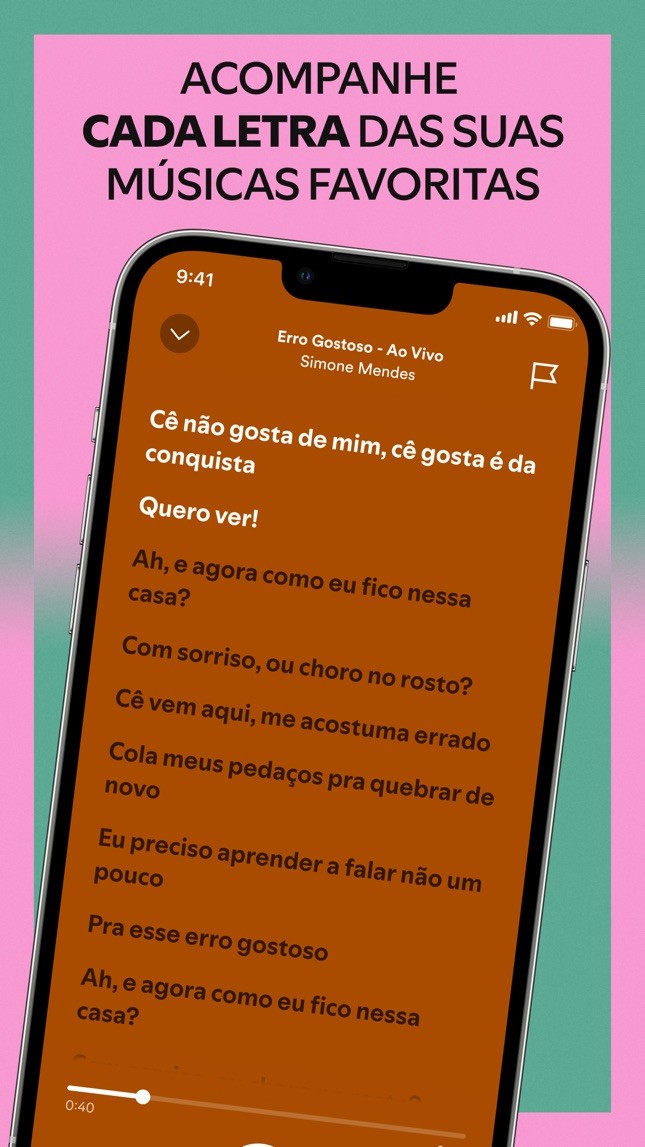 ACOMPANHE
CADA LETRA DAS SUAS
MÚSICAS FAVORITAS
9:41
Erro Gostoso - Ao Vivo
Simone Mendes
Cê não gosta de mim, cê gosta é da
conquista
Quero ver!
Ah, e agora como eu fico nessa
casa?
Com sorriso, ou choro no rosto?
Cê vem aqui, me acostuma errado
Cola meus pedaços pra quebrar de
novo
Eu preciso aprender a falar não um
pouco
Pra esse erro gostoso
Ah, e agora como eu fico nessa
casa?
0:40